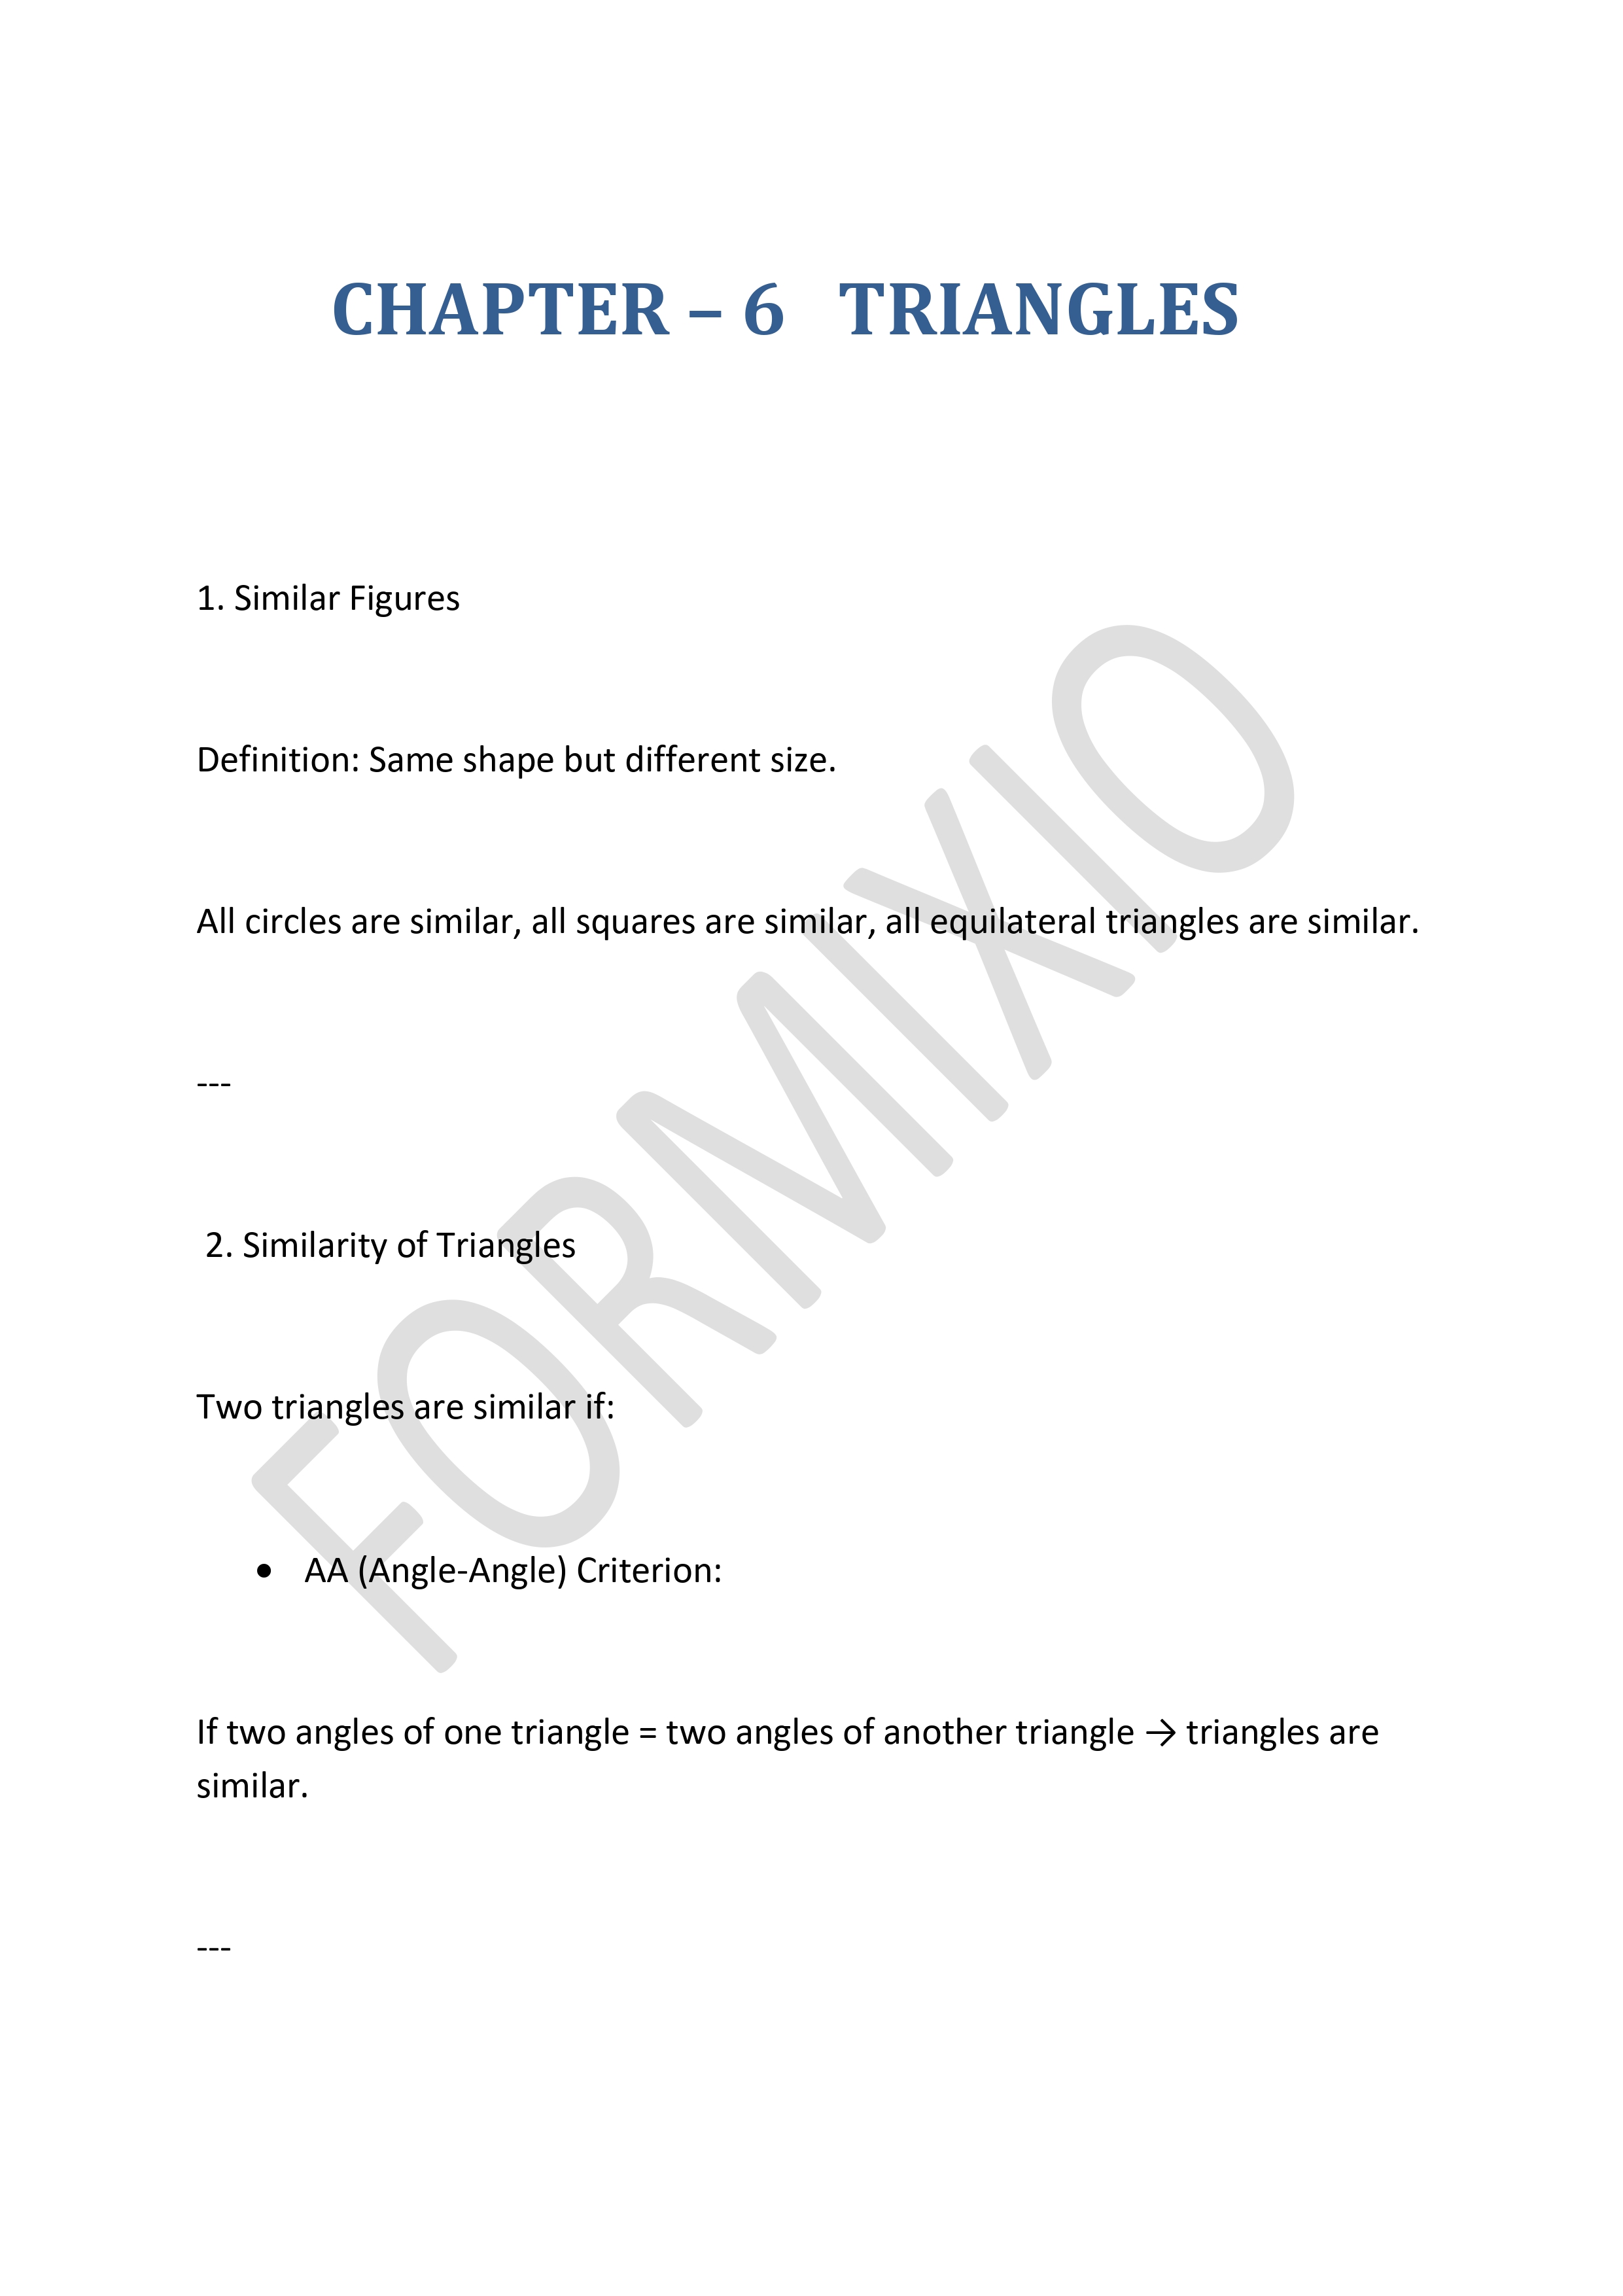 CHAPTER – 6 TRIANGLES
1. Similar Figures
Definition: Same shape but different size.
All circles are similar, all squares are similar, all equilateral triangles are similar.
---
2. Similarity of Triangles
Two triangles are similar if:
• AA (Angle-Angle) Criterion:
If two angles of one triangle = two angles of another triangle → triangles are
similar.
---
FORMIXIO